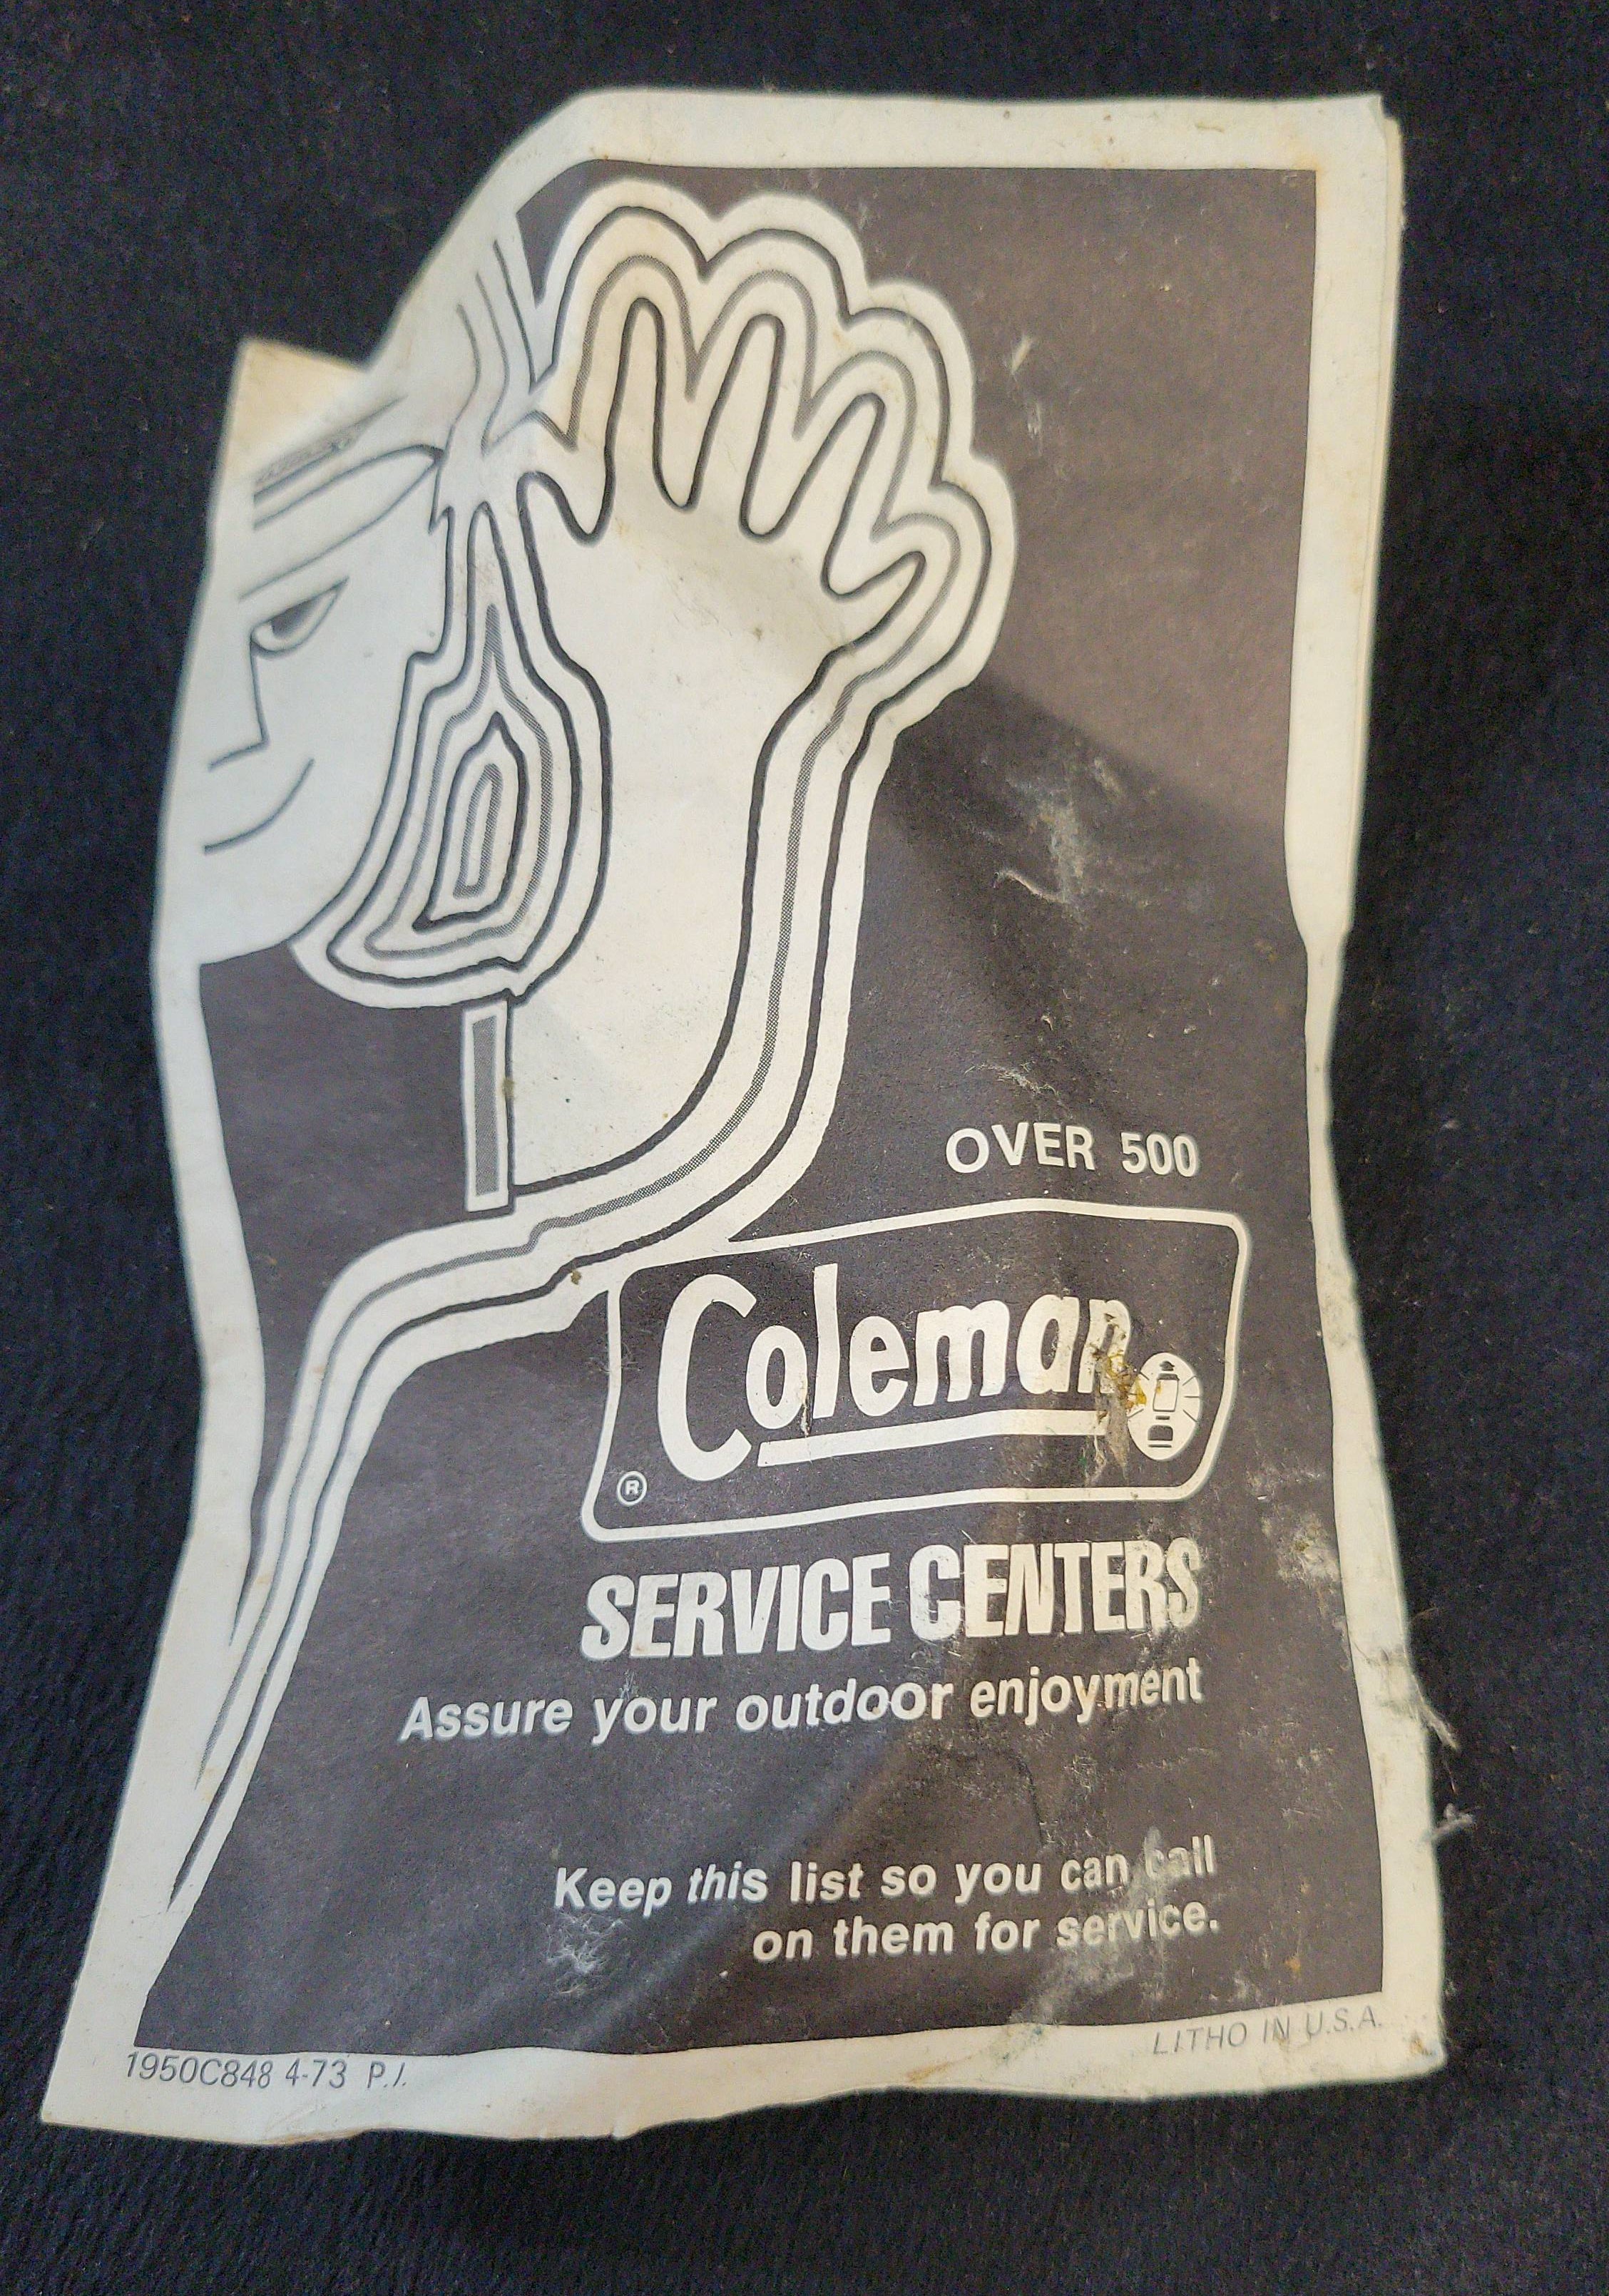 OVER 500
Coleman
®
SERVICE CENTERS
Assure your outdoor enjoyment
Keep this list so you can call
on them for service.
1950C848 4-73 P.I.
LITHO IN U.S.A.